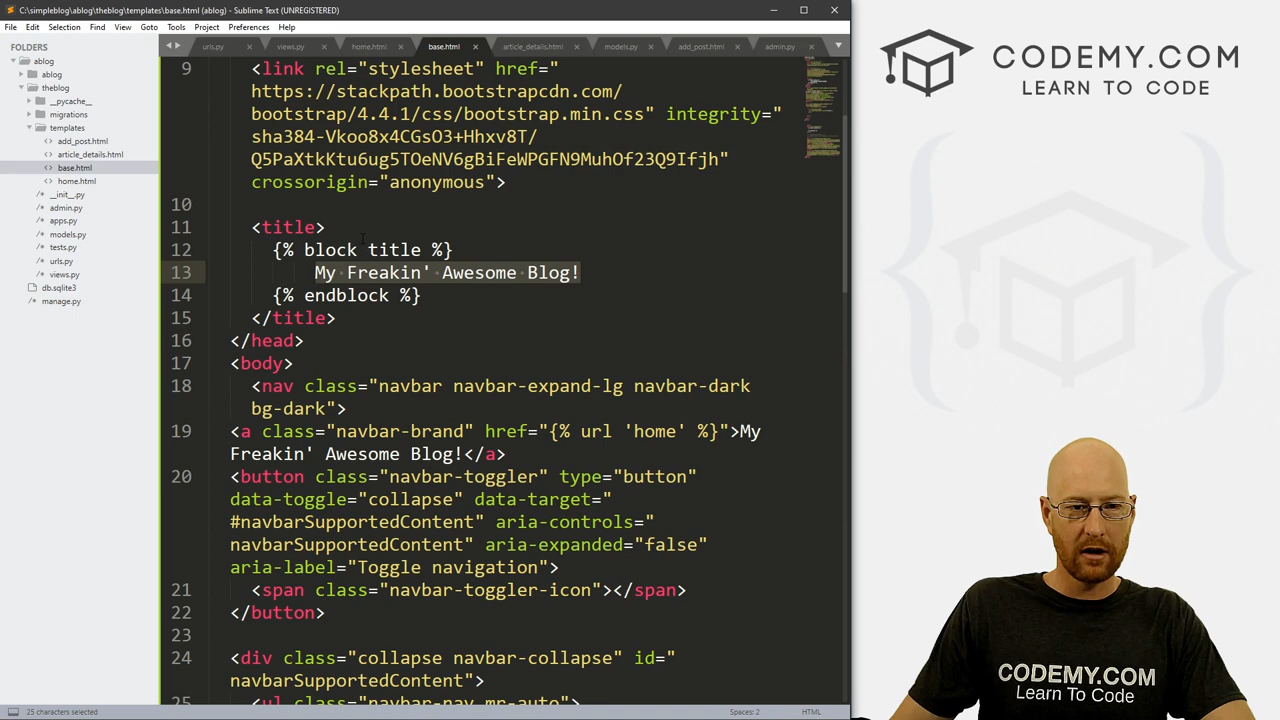 C:\simpleblog\ablog\theblog\templates\base.html (ablog) - Sublime Text (UNREGISTERED)
File Edit Selection Find View Goto Tools Project Preferences Help
FOLDERS
ablog
ablog
theblog
__pycache__
migrations
templates
add_post.html
article_details.html
base.html
home.html
__init__.py
admin.py
apps.py
models.py
tests.py
urls.py
views.py
db.sqlite3
manage.py
urls.py views.py home.html base.html article_details.html models.py add_post.html admin.py
9 <link rel="stylesheet" href="
https://stackpath.bootstrapcdn.com/
bootstrap/4.4.1/css/bootstrap.min.css" integrity="
sha384-Vkoo8x4CGsO3+Hhxv8T/
Q5PaXtkKtu6ug5TOeNV6gBiFeWPGFN9MuhOf23Q9Ifjh"
crossorigin="anonymous">
10
11 <title>
12 {% block title %}
13 My Freakin' Awesome Blog!
14 {% endblock %}
15 </title>
16 </head>
17 <body>
18 <nav class="navbar navbar-expand-lg navbar-dark
bg-dark">
19 <a class="navbar-brand" href="{% url 'home' %}">My
Freakin' Awesome Blog!</a>
20 <button class="navbar-toggler" type="button"
data-toggle="collapse" data-target="
#navbarSupportedContent" aria-controls="
navbarSupportedContent" aria-expanded="false"
aria-label="Toggle navigation">
21 <span class="navbar-toggler-icon"></span>
22 </button>
23
24 <div class="collapse navbar-collapse" id="
navbarSupportedContent">
25 <ul class="navbar-nav mr-auto">
25 characters selected
Spaces: 2
HTML
CODEMY.COM
LEARN TO CODE
CODEMY.COM
Learn To Code